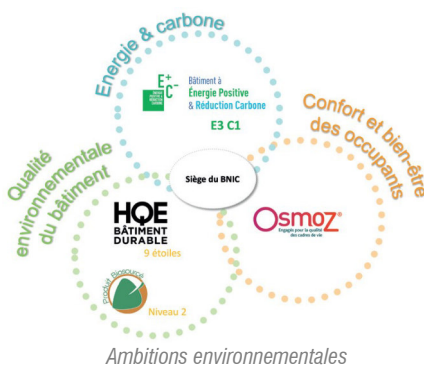 Energie & carbone
E+
C-
Bâtiment à
Énergie Positive
& Réduction Carbone
E3 C1
Confort et bien-être
des occupants
Qualité
environnementale
du bâtiment
Siège du BNIC
HQE
BÂTIMENT
DURABLE
9 étoiles
OsmoZ
Engagés pour la qualité
des cadres de vie
Produit Biosourcé
Niveau 2
Ambitions environnementales